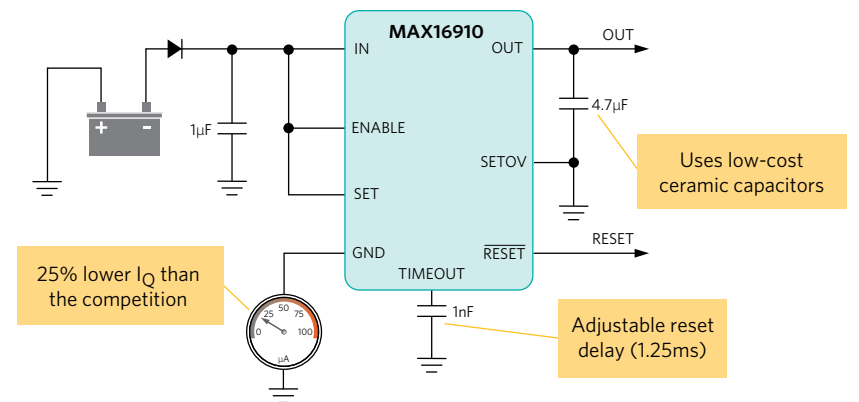 MAX16910
IN
OUT
OUT
+ -
1µF
4.7µF
ENABLE
SETOV
Uses low-cost
ceramic capacitors
SET
GND
RESET
RESET
TIMEOUT
25% lower IQ than
the competition
0 25 50 75 100
µA
1nF
Adjustable reset
delay (1.25ms)